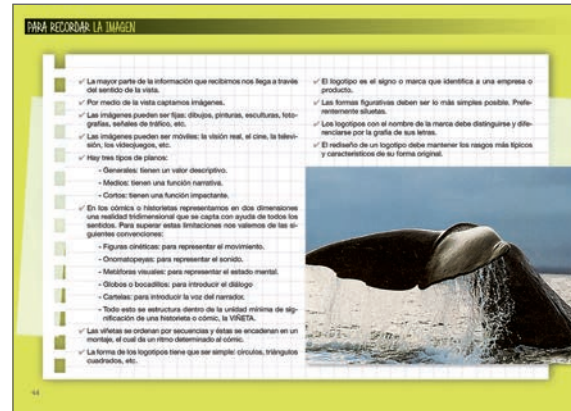 PARA RECORDAR LA IMAGEN
✓ La mayor parte de la información que recibimos nos llega a través
del sentido de la vista.
✓ Por medio de la vista captamos imágenes.
✓ Las imágenes pueden ser fijas: dibujos, pinturas, esculturas, foto-
grafías, señales de tráfico, etc.
✓ Las imágenes pueden ser móviles: la visión real, el cine, la televi-
sión, los videojuegos, etc.
✓ Hay tres tipos de planos:
- Generales: tienen un valor descriptivo.
- Medios: tienen una función narrativa.
- Cortos: tienen una función impactante.
✓ En los cómics o historietas representamos en dos dimensiones
una realidad tridimensional que se capta con ayuda de todos los
sentidos. Para superar estas limitaciones nos valemos de las si-
guientes convenciones:
- Figuras cinéticas: para representar el movimiento.
- Onomatopeyas: para representar el sonido.
- Metáforas visuales: para representar el estado mental.
- Globos o bocadillos: para introducir el diálogo
- Cartelas: para introducir la voz del narrador.
- Todo esto se estructura dentro de la unidad mínima de sig-
nificación de una historieta o cómic, la VIÑETA.
✓ Las viñetas se ordenan por secuencias y éstas se encadenan en un
montaje, el cual da un ritmo determinado al cómic.
✓ La forma de los logotipos tiene que ser simple: círculos, triángulos
cuadrados, etc.
✓ El logotipo es el signo o marca que identifica a una empresa o
producto.
✓ Las formas figurativas deben ser lo más simples posible. Prefe-
rentemente siluetas.
✓ Los logotipos con el nombre de la marca debe distinguirse y dife-
renciarse por la grafía de sus letras.
✓ El rediseño de un logotipo debe mantener los rasgos más típicos
y característicos de su forma original.
44